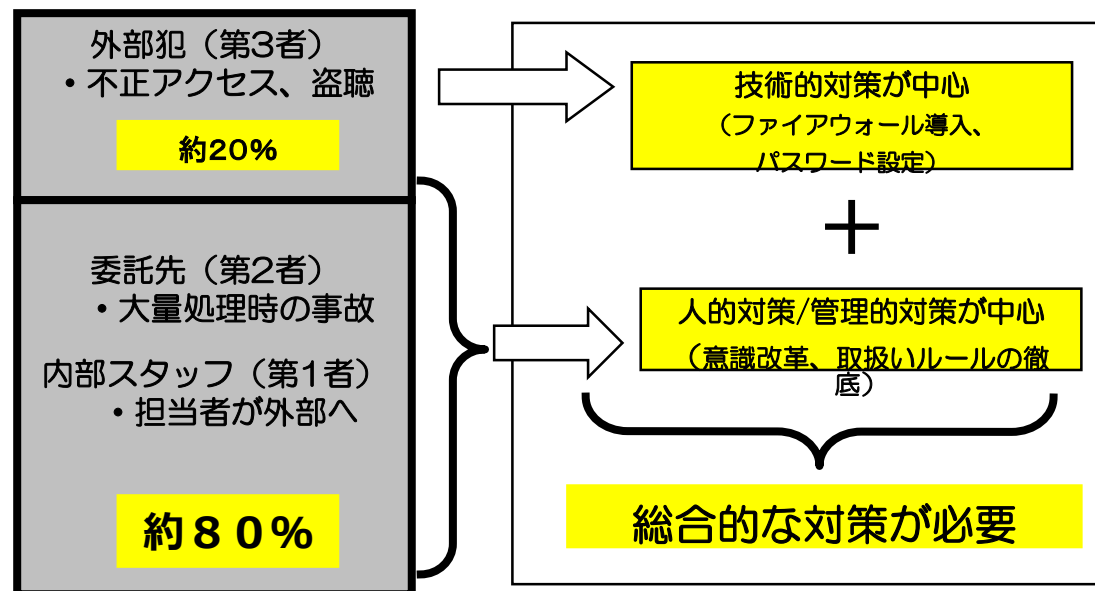 外部犯（第3者）
・不正アクセス、盗聴
約20%
委託先（第2者）
・大量処理時の事故
内部スタッフ（第1者）
・担当者が外部へ
約８０%
技術的対策が中心
（ファイアウォール導入、
パスワード設定）
＋
人的対策/管理的対策が中心
（意識改革、取扱いルールの徹
底）
総合的な対策が必要